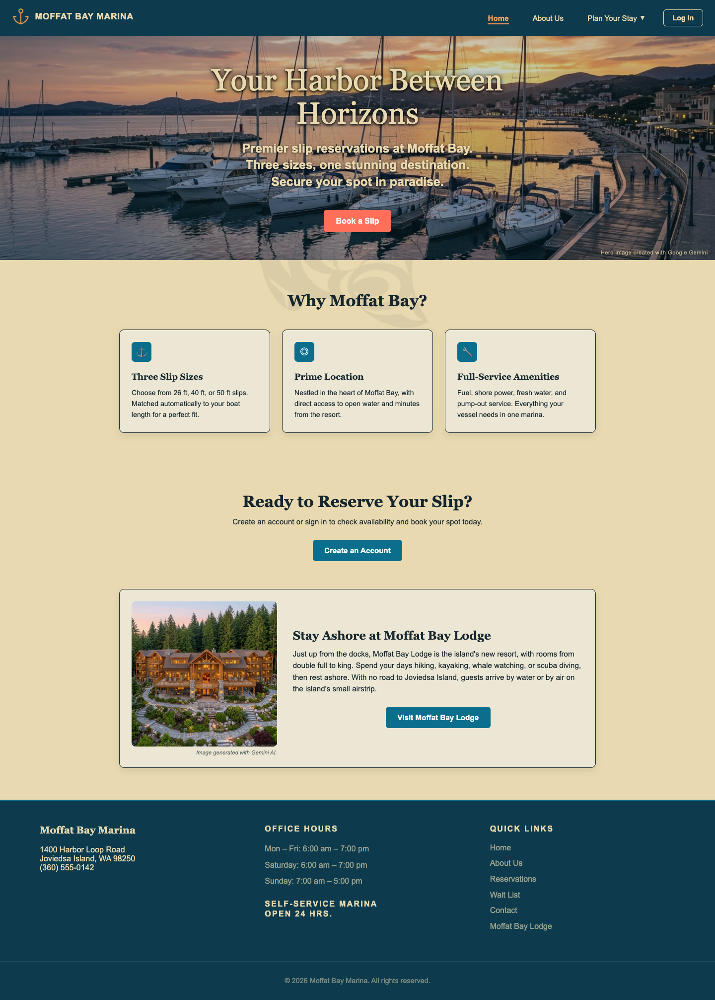 MOFFAT BAY MARINA
Home
About Us
Plan Your Stay ▼
Log In
Your Harbor Between
Horizons
Premier slip reservations at Moffat Bay.
Three sizes, one stunning destination.
Secure your spot in paradise.
Book a Slip
Hero image created with Google Gemini
Why Moffat Bay?
Three Slip Sizes
Choose from 26 ft, 40 ft, or 50 ft slips.
Matched automatically to your boat
length for a perfect fit.
Prime Location
Nestled in the heart of Moffat Bay, with
direct access to open water and minutes
from the resort.
Full-Service Amenities
Fuel, shore power, fresh water, and
pump-out service. Everything your
vessel needs in one marina.
Ready to Reserve Your Slip?
Create an account or sign in to check availability and book your spot today.
Create an Account
Stay Ashore at Moffat Bay Lodge
Just up from the docks, Moffat Bay Lodge is the island's new resort, with rooms from
double full to king. Spend your days hiking, kayaking, whale watching, or scuba diving,
then rest ashore. With no road to Joviedsa Island, guests arrive by water or by air on
the island's small airstrip.
Visit Moffat Bay Lodge
Image generated with Gemini AI.
Moffat Bay Marina
1400 Harbor Loop Road
Joviedsa Island, WA 98250
(360) 555-0142
OFFICE HOURS
Mon – Fri: 6:00 am – 7:00 pm
Saturday: 6:00 am – 7:00 pm
Sunday: 7:00 am – 5:00 pm
SELF-SERVICE MARINA
OPEN 24 HRS.
QUICK LINKS
Home
About Us
Reservations
Wait List
Contact
Moffat Bay Lodge
© 2026 Moffat Bay Marina. All rights reserved.